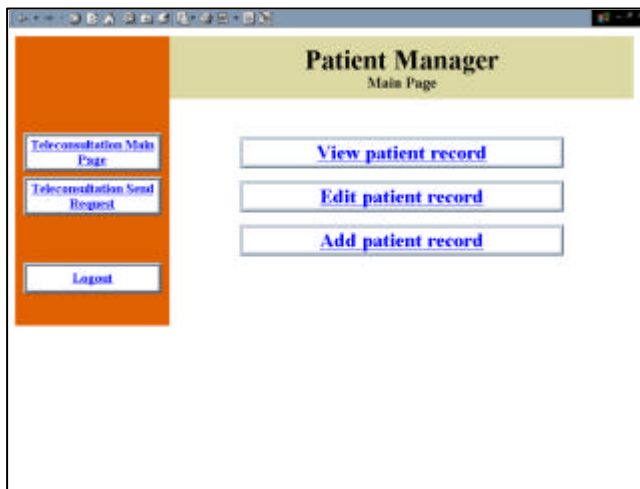 Patient Manager
Main Page
Teleconsultation Main
Page
Teleconsultation Send
Request
Logout
View patient record
Edit patient record
Add patient record